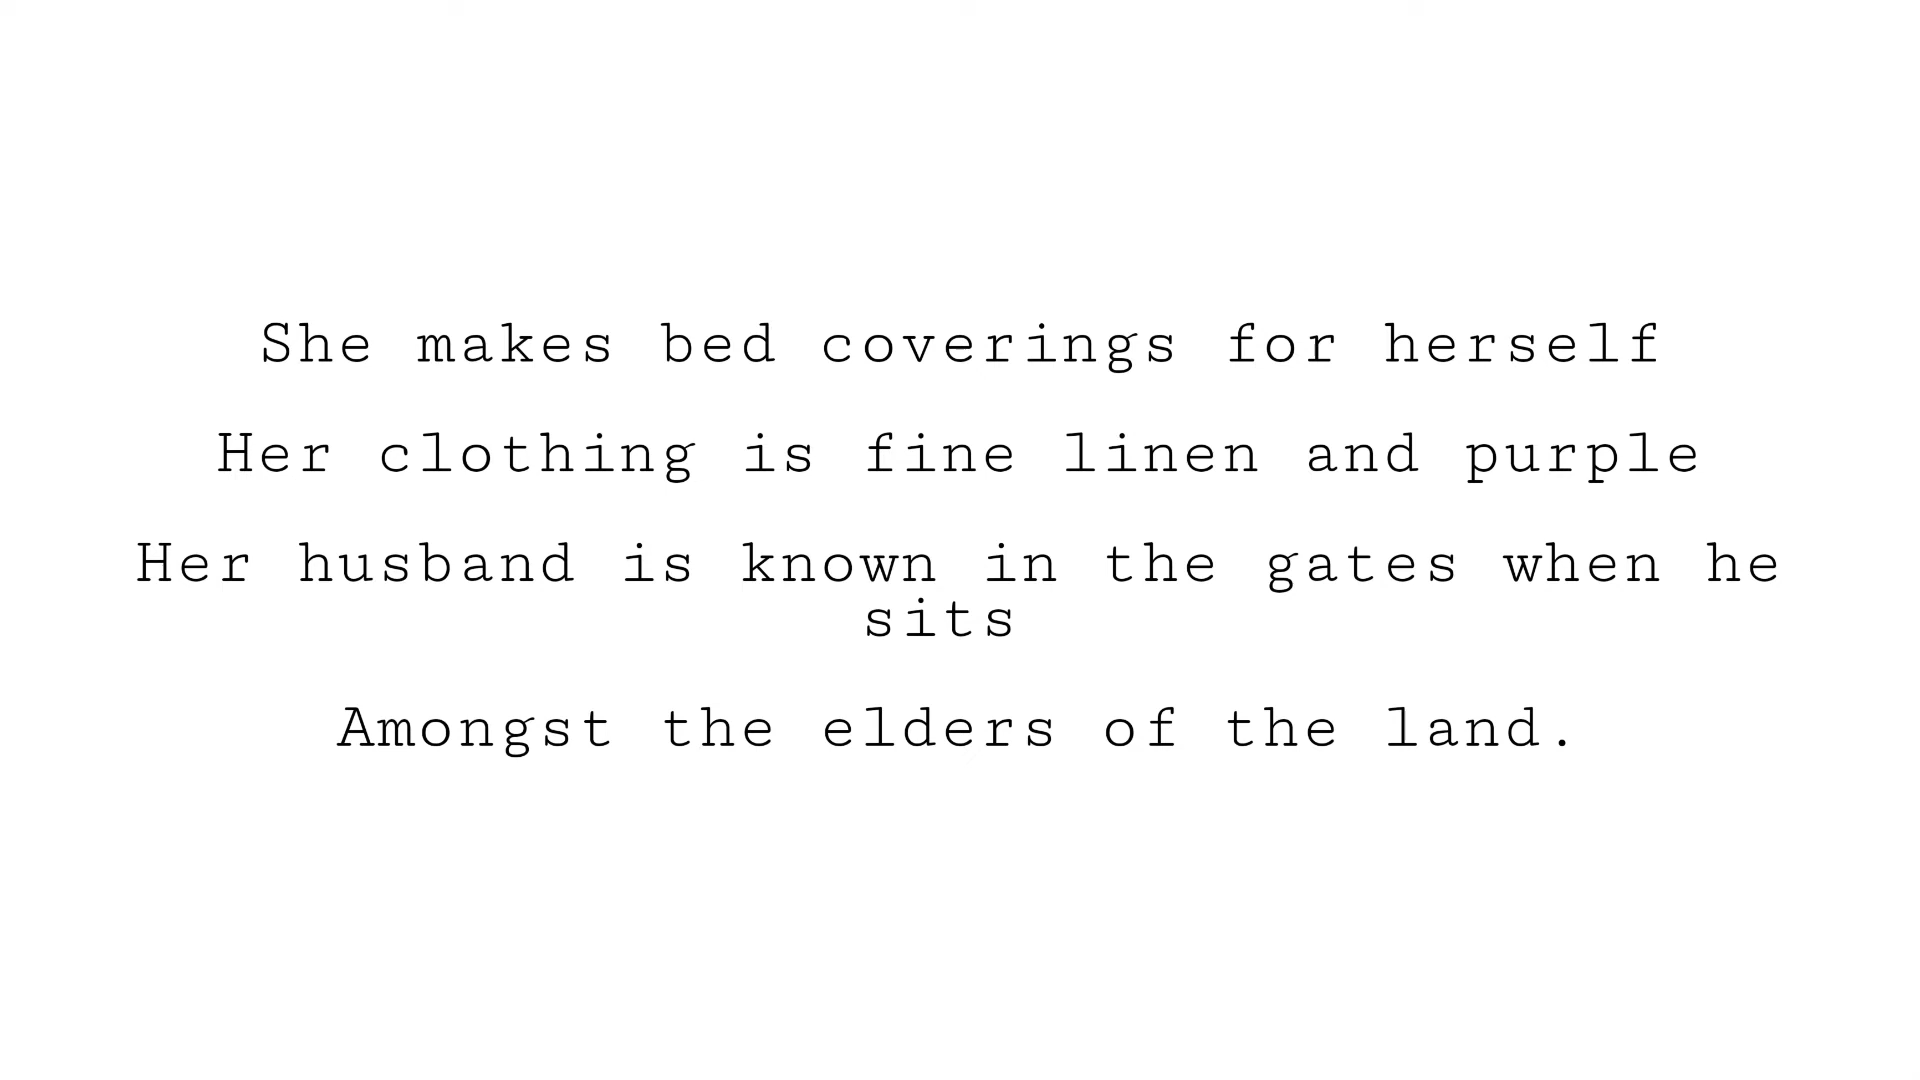 She makes bed coverings for herself
Her clothing is fine linen and purple
Her husband is known in the gates when he
sits
Amongst the elders of the land.